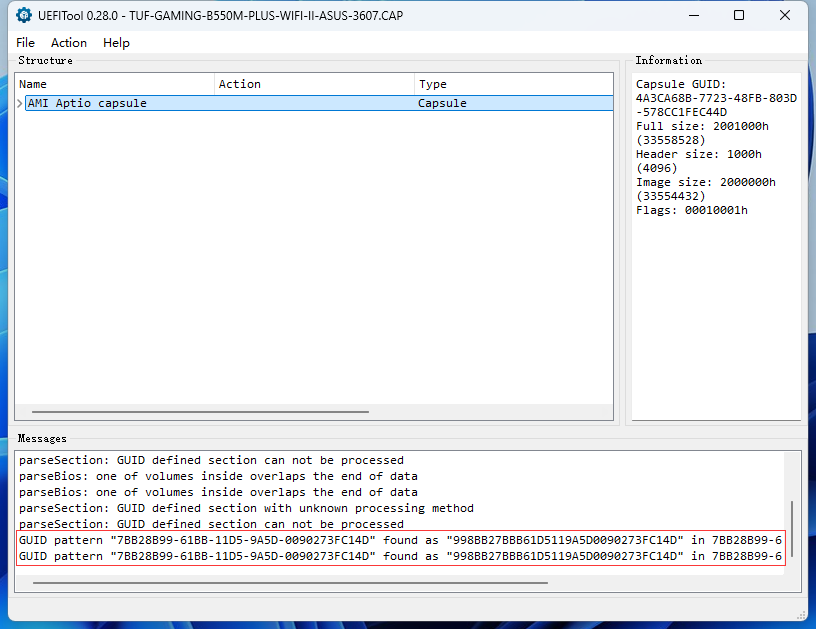 UEFITool 0.28.0 - TUF-GAMING-B550M-PLUS-WIFI-II-ASUS-3607.CAP
File Action Help
Structure
Name Action Type
AMI Aptio capsule Capsule
Information
Capsule GUID:
4A3CA68B-7723-48FB-803D
-578CC1FEC44D
Full size: 2001000h
(33558528)
Header size: 1000h
(4096)
Image size: 2000000h
(33554432)
Flags: 00010001h
Messages
parseSection: GUID defined section can not be processed
parseBios: one of volumes inside overlaps the end of data
parseBios: one of volumes inside overlaps the end of data
parseSection: GUID defined section with unknown processing method
parseSection: GUID defined section can not be processed
GUID pattern "7BB28B99-61BB-11D5-9A5D-0090273FC14D" found as "998BB27BBB61D5119A5D0090273FC14D" in 7BB28B99-6
GUID pattern "7BB28B99-61BB-11D5-9A5D-0090273FC14D" found as "998BB27BBB61D5119A5D0090273FC14D" in 7BB28B99-6